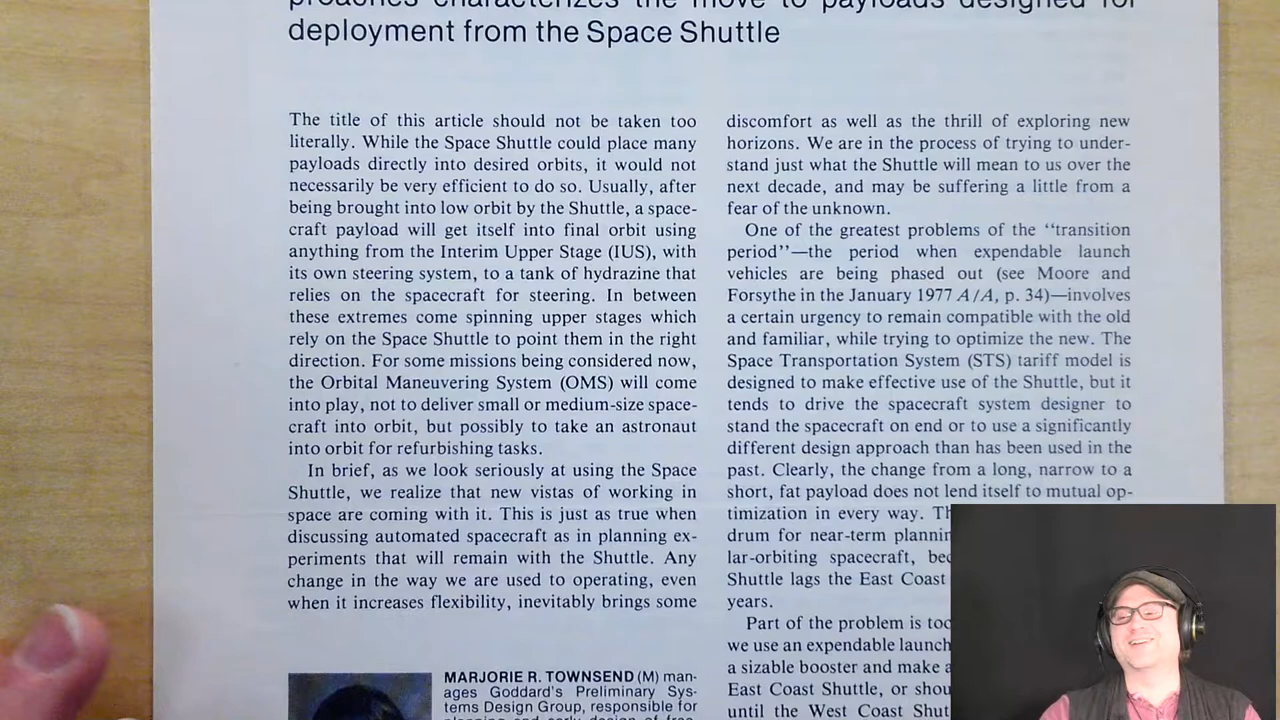 proaches characterizes the move to payloads designed for
deployment from the Space Shuttle
The title of this article should not be taken too
literally. While the Space Shuttle could place many
payloads directly into desired orbits, it would not
necessarily be very efficient to do so. Usually, after
being brought into low orbit by the Shuttle, a space-
craft payload will get itself into final orbit using
anything from the Interim Upper Stage (IUS), with
its own steering system, to a tank of hydrazine that
relies on the spacecraft for steering. In between
these extremes come spinning upper stages which
rely on the Space Shuttle to point them in the right
direction. For some missions being considered now,
the Orbital Maneuvering System (OMS) will come
into play, not to deliver small or medium-size space-
craft into orbit, but possibly to take an astronaut
into orbit for refurbishing tasks.
In brief, as we look seriously at using the Space
Shuttle, we realize that new vistas of working in
space are coming with it. This is just as true when
discussing automated spacecraft as in planning ex-
periments that will remain with the Shuttle. Any
change in the way we are used to operating, even
when it increases flexibility, inevitably brings some
MARJORIE R. TOWNSEND (M) man-
ages Goddard's Preliminary Sys-
tems Design Group, responsible for
discomfort as well as the thrill of exploring new
horizons. We are in the process of trying to under-
stand just what the Shuttle will mean to us over the
next decade, and may be suffering a little from a
fear of the unknown.
One of the greatest problems of the "transition
period"—the period when expendable launch
vehicles are being phased out (see Moore and
Forsythe in the January 1977 A/A, p. 34)—involves
a certain urgency to remain compatible with the old
and familiar, while trying to optimize the new. The
Space Transportation System (STS) tariff model is
designed to make effective use of the Shuttle, but it
tends to drive the spacecraft system designer to
stand the spacecraft on end or to use a significantly
different design approach than has been used in the
past. Clearly, the change from a long, narrow to a
short, fat payload does not lend itself to mutual op-
timization in every way. Th
drum for near-term plannin
lar-orbiting spacecraft, bec
Shuttle lags the East Coast
years.
Part of the problem is too
we use an expendable launch
a sizable booster and make a
East Coast Shuttle, or shou
until the West Coast Shut